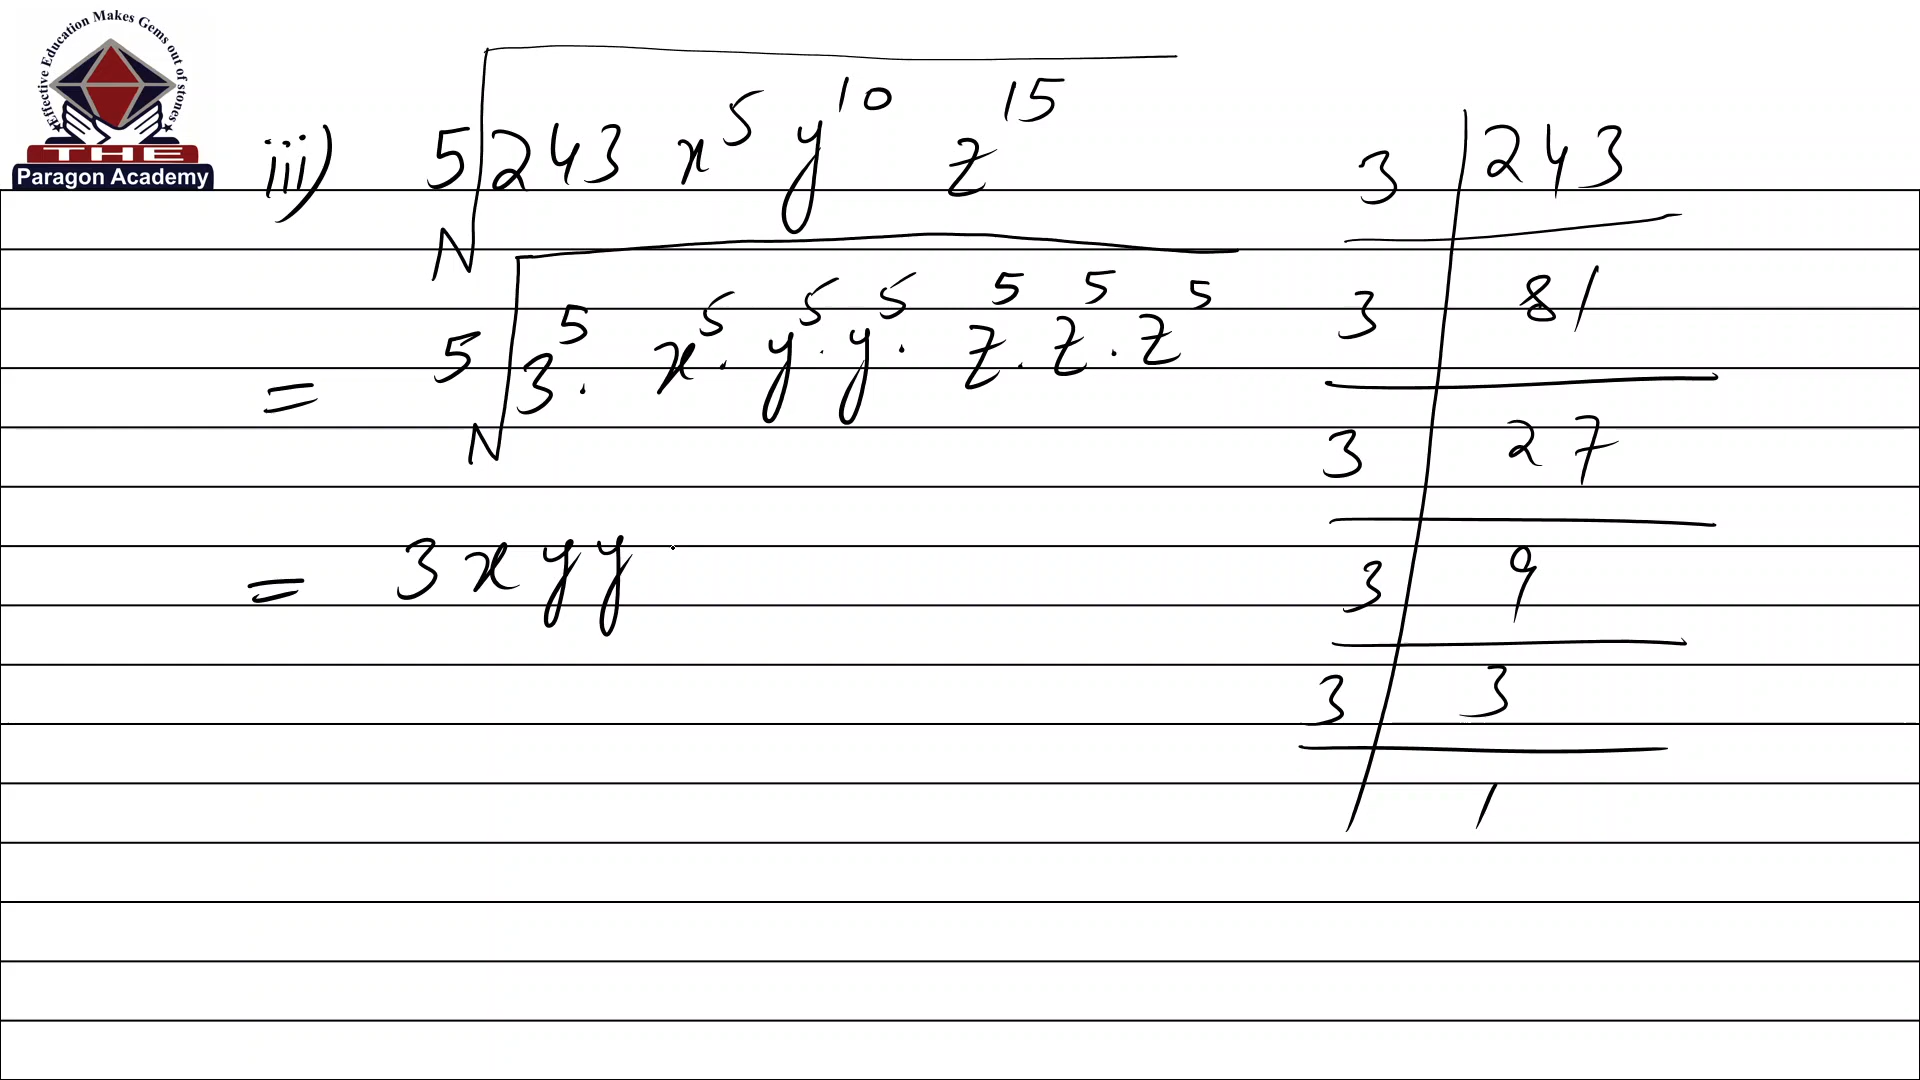 Effective Education Makes Gems out of stones
THE
Paragon Academy
iii) ⁵√243 x⁵ y¹⁰ z¹⁵
= ⁵√3⁵. x⁵. y⁵. y⁵. z⁵. z⁵. z⁵
= 3 x y y
3 | 243
3 | 81
3 | 27
3 | 9
3 | 3
| 1